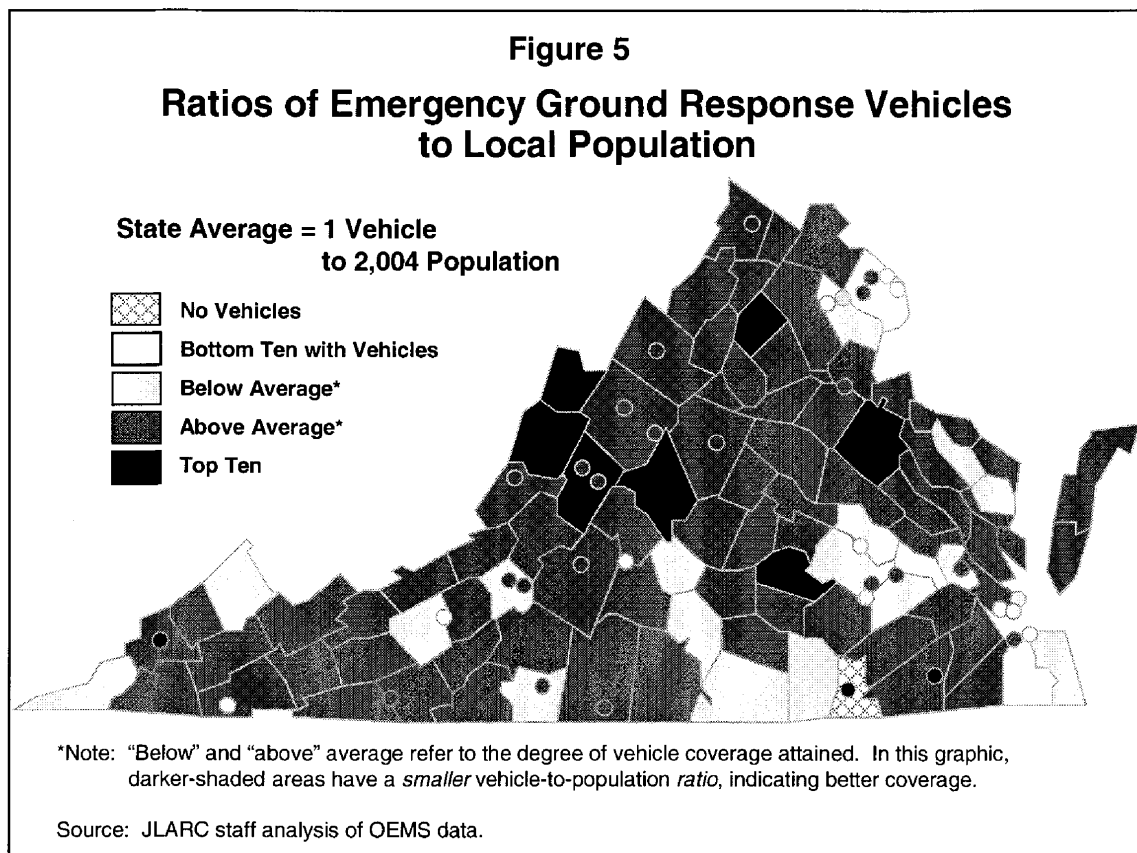 Figure 5
Ratios of Emergency Ground Response Vehicles
to Local Population
State Average = 1 Vehicle
to 2,004 Population
No Vehicles
Bottom Ten with Vehicles
Below Average*
Above Average*
Top Ten
*Note: "Below" and "above" average refer to the degree of vehicle coverage attained. In this graphic,
darker-shaded areas have a smaller vehicle-to-population ratio, indicating better coverage.
Source: JLARC staff analysis of OEMS data.